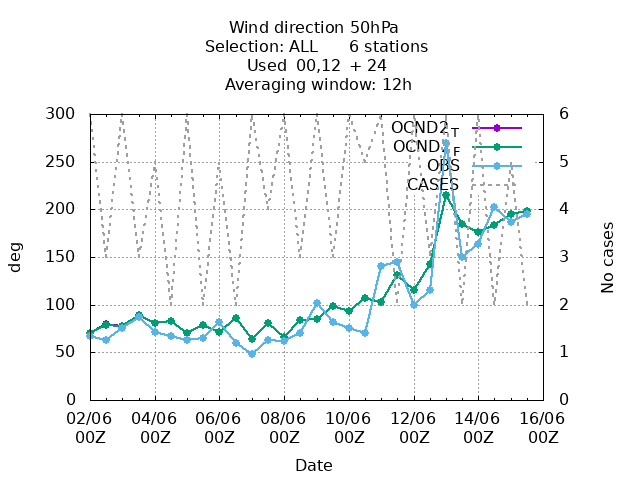 Wind direction 50hPa
Selection: ALL 6 stations
Used 00,12 + 24
Averaging window: 12h
300 6
OCND2 T
OCND F
250 5
OBS
CASES
200 4
deg
150 3
No cases
100 2
50 1
0 0
02/06 04/06 06/06 08/06 10/06 12/06 14/06 16/06
00Z 00Z 00Z 00Z 00Z 00Z 00Z 00Z
Date